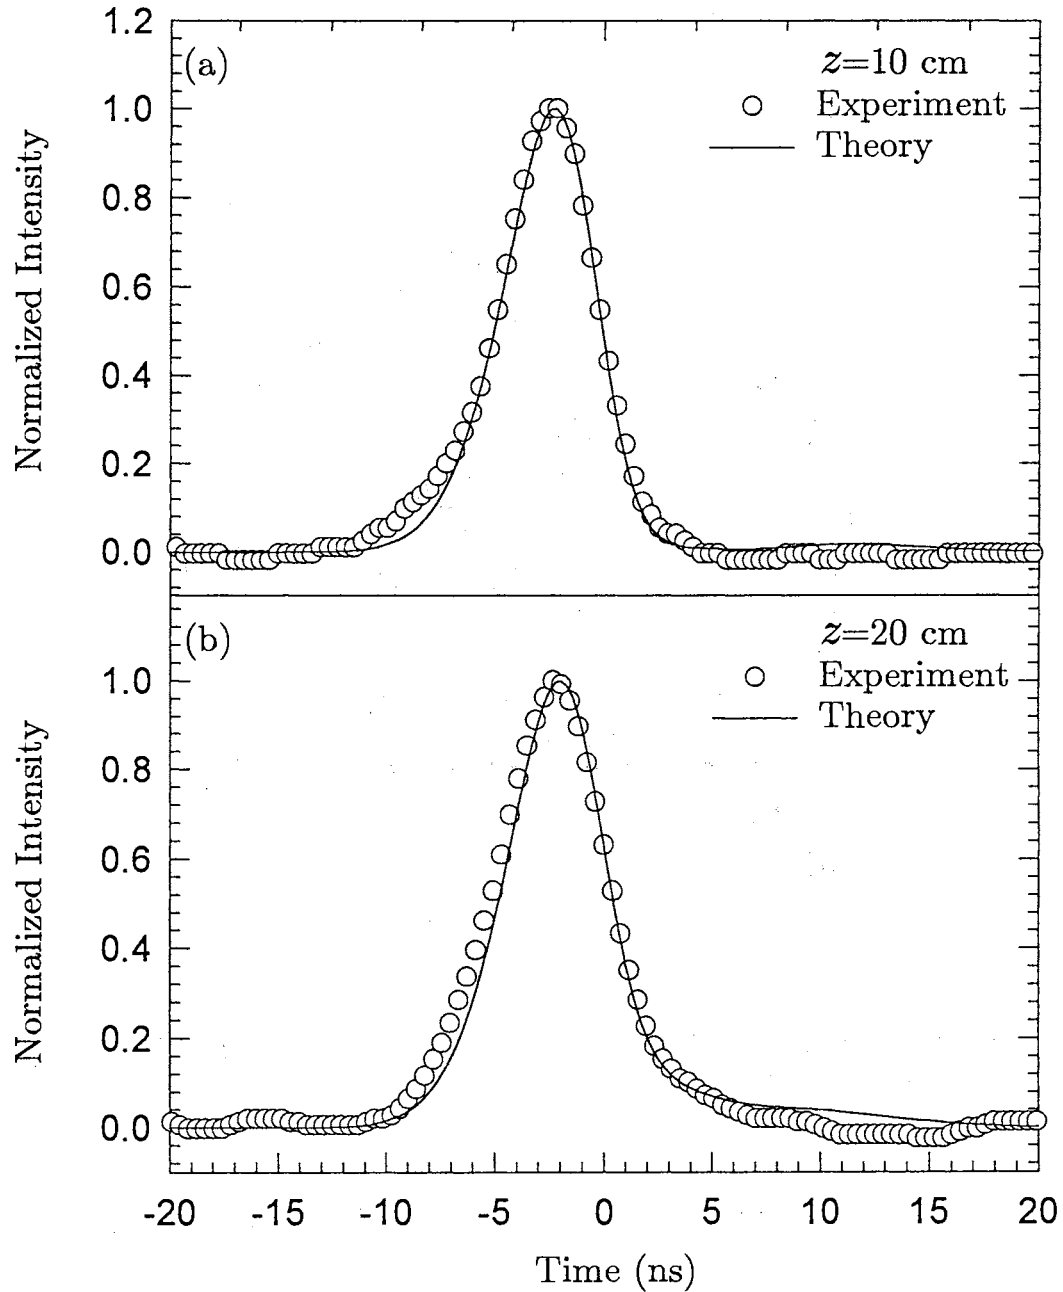 1.2
(a)
z=10 cm
1.0
Experiment
Theory
0.8
0.6
0.4
0.2
0.0
Normalized Intensity
(b)
z=20 cm
1.0
Experiment
Theory
0.8
0.6
0.4
0.2
0.0
Normalized Intensity
-20 -15 -10 -5 0 5 10 15 20
Time (ns)